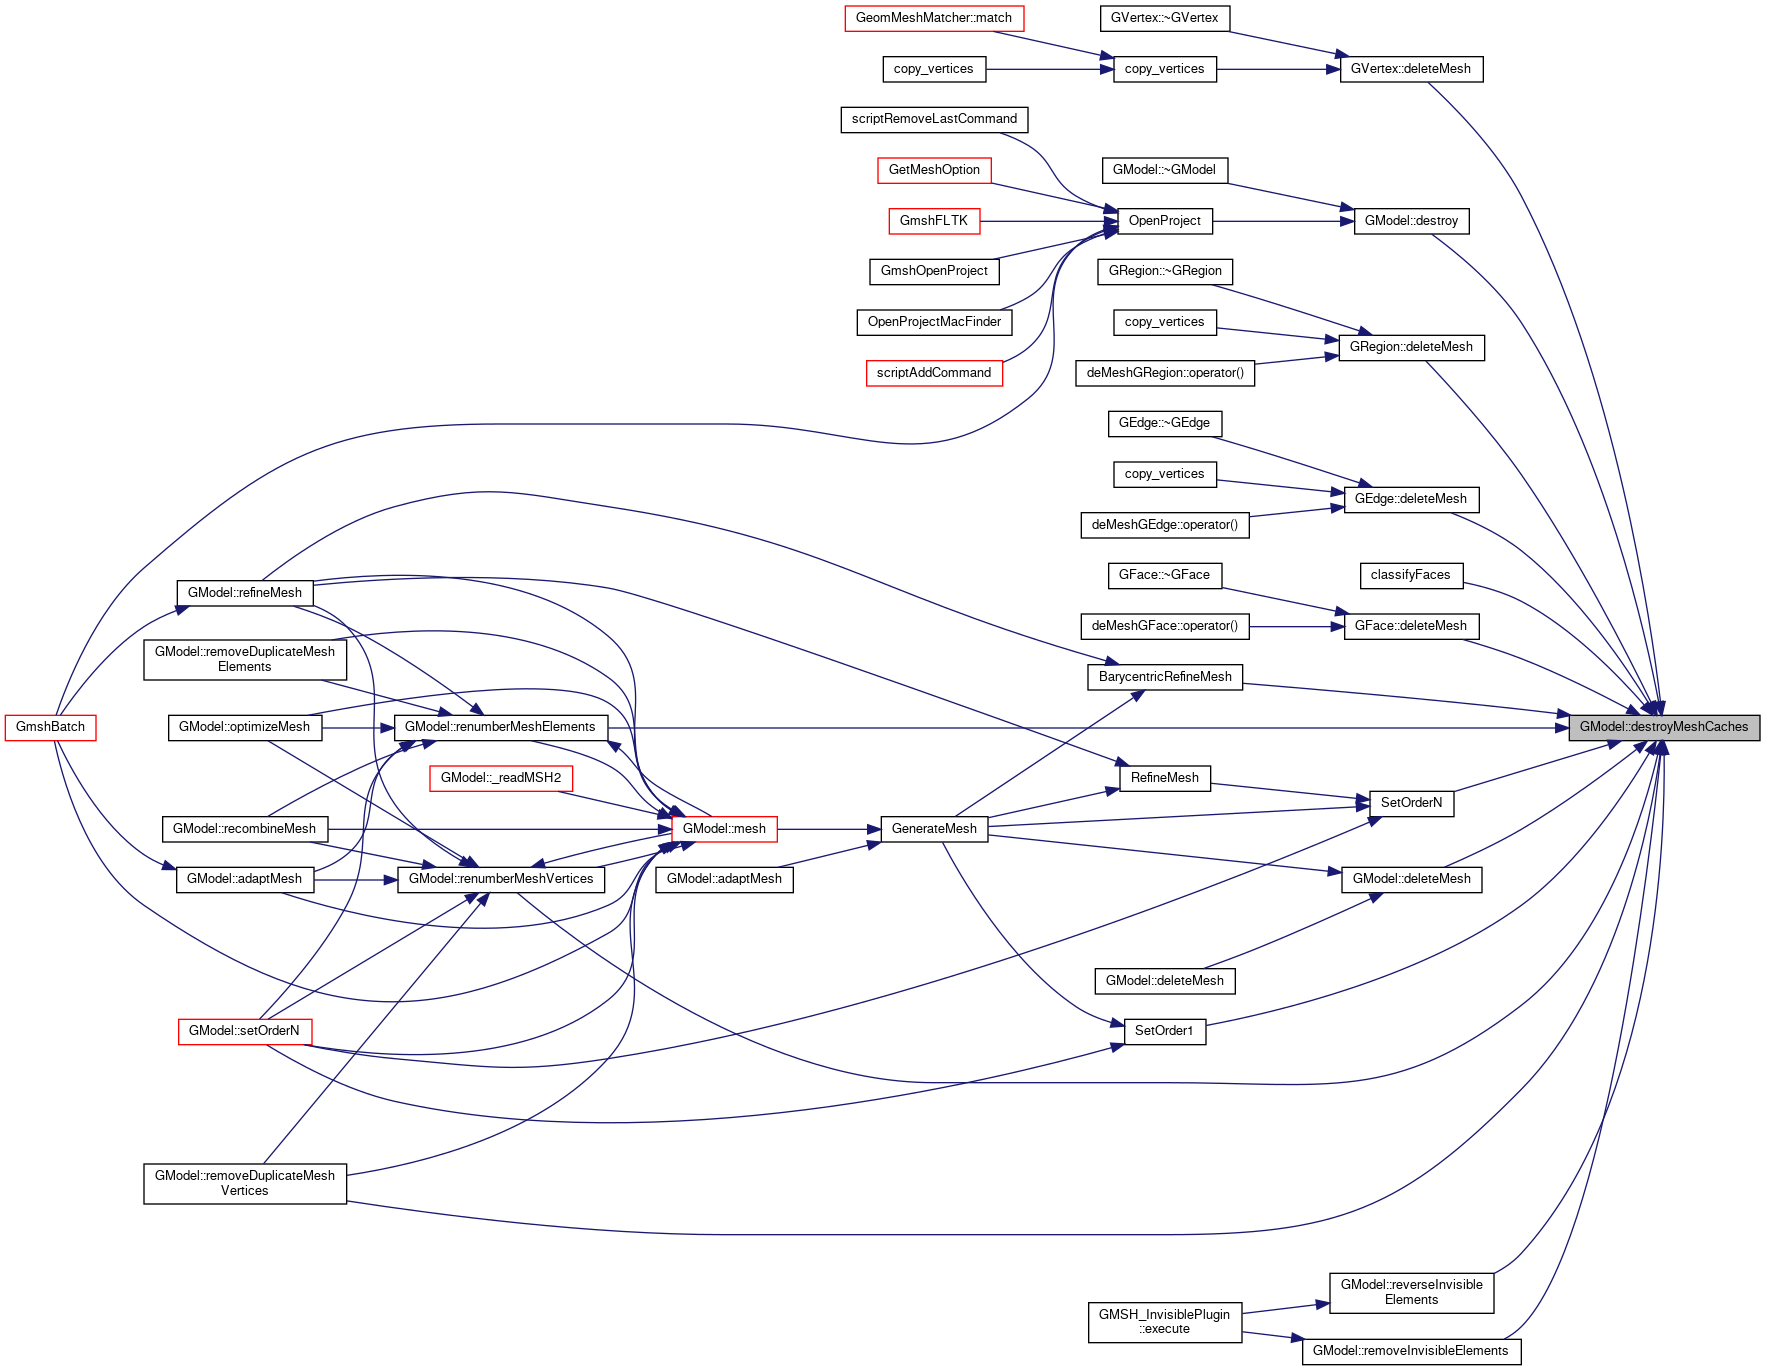 GeomMeshMatcher::match
GVertex::~GVertex
copy_vertices
copy_vertices
GVertex::deleteMesh
scriptRemoveLastCommand
GetMeshOption
GModel::~GModel
GmshFLTK
OpenProject
GModel::destroy
GmshOpenProject
GRegion::~GRegion
OpenProjectMacFinder
copy_vertices
GRegion::deleteMesh
scriptAddCommand
deMeshGRegion::operator()
GEdge::~GEdge
copy_vertices
GEdge::deleteMesh
deMeshGEdge::operator()
GFace::~GFace
classifyFaces
GModel::refineMesh
deMeshGFace::operator()
GFace::deleteMesh
GModel::removeDuplicateMesh
Elements
BarycentricRefineMesh
GmshBatch
GModel::optimizeMesh
GModel::renumberMeshElements
GModel::destroyMeshCaches
GModel::_readMSH2
RefineMesh
SetOrderN
GModel::recombineMesh
GModel::mesh
GenerateMesh
GModel::adaptMesh
GModel::renumberMeshVertices
GModel::adaptMesh
GModel::deleteMesh
GModel::deleteMesh
GModel::setOrderN
SetOrder1
GModel::removeDuplicateMesh
Vertices
GModel::reverseInvisible
Elements
GMSH_InvisiblePlugin
::execute
GModel::removeInvisibleElements